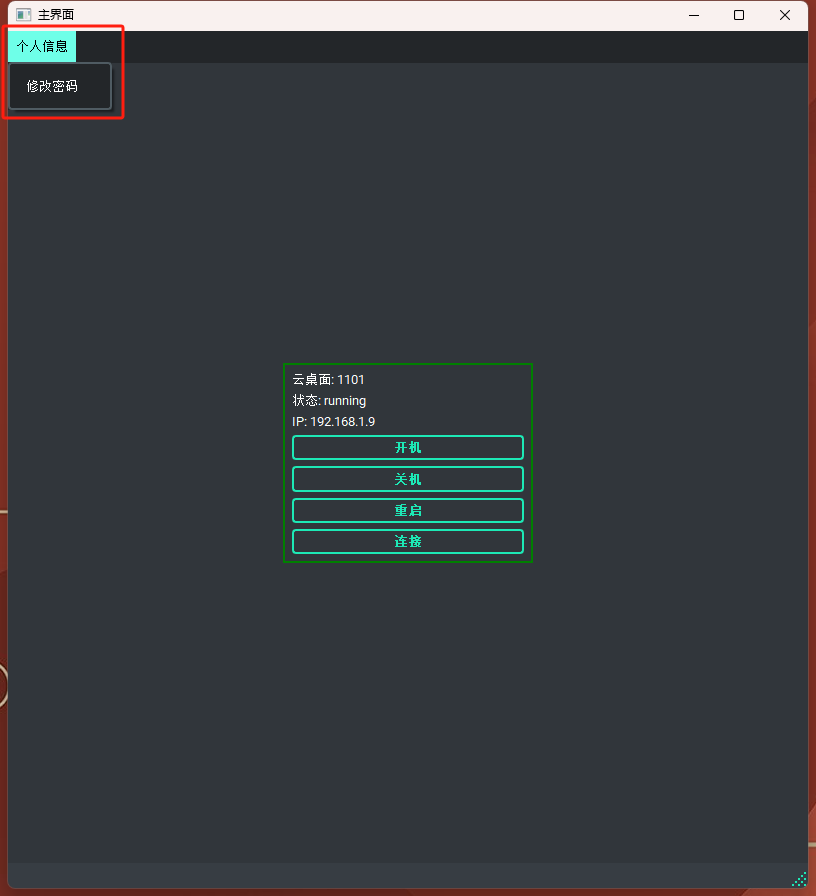 主界面
个人信息
修改密码
云桌面: 1101
状态: running
IP: 192.168.1.9
开机
关机
重启
连接